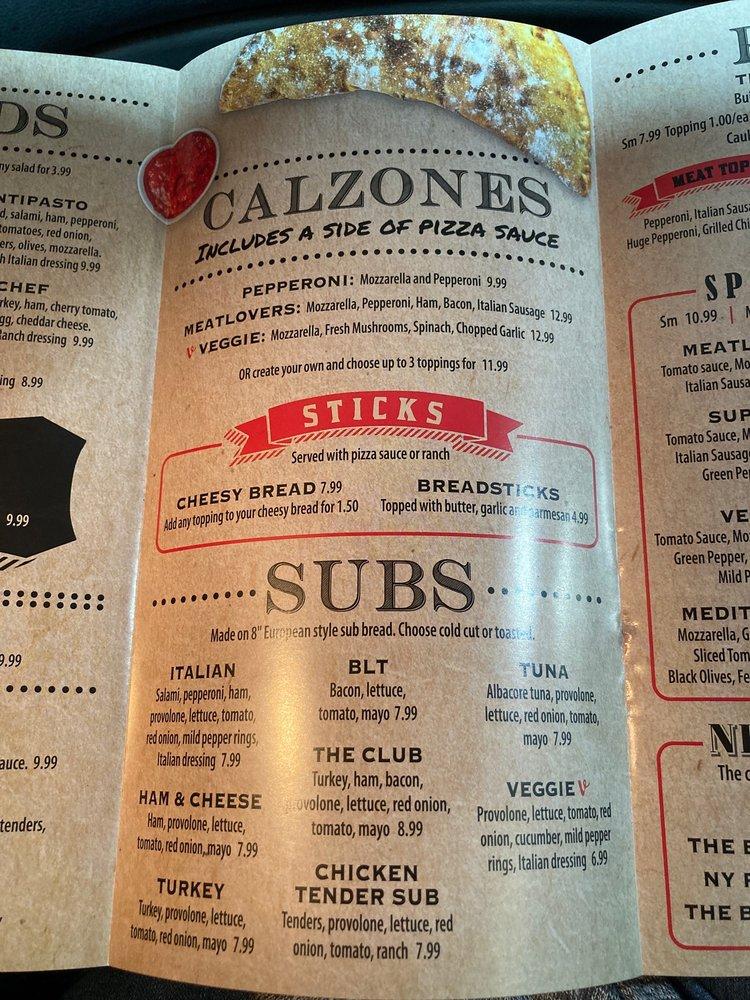 DS
ny salad for 3.99
NTIPASTO
d, salami, ham, pepperoni,
tomatoes, red onion,
ers, olives, mozzarella.
h Italian dressing 9.99
CHEF
rkey, ham, cherry tomato,
gg, cheddar cheese.
Ranch dressing 9.99
ing 8.99
9.99
9.99
auce. 9.99
tenders,
CALZONES
INCLUDES A SIDE OF PIZZA SAUCE
PEPPERONI: Mozzarella and Pepperoni 9.99
MEATLOVERS: Mozzarella, Pepperoni, Ham, Bacon, Italian Sausage 12.99
V VEGGIE: Mozzarella, Fresh Mushrooms, Spinach, Chopped Garlic 12.99
OR create your own and choose up to 3 toppings for 11.99
STICKS
Served with pizza sauce or ranch
CHEESY BREAD 7.99
Add any topping to your cheesy bread for 1.50
BREADSTICKS
Topped with butter, garlic and parmesan 4.99
SUBS
Made on 8" European style sub bread. Choose cold cut or toasted.
ITALIAN
Salami, pepperoni, ham,
provolone, lettuce, tomato,
red onion, mild pepper rings,
Italian dressing 7.99
HAM & CHEESE
Ham, provolone, lettuce,
tomato, red onion, mayo 7.99
TURKEY
Turkey, provolone, lettuce,
tomato, red onion, mayo 7.99
BLT
Bacon, lettuce,
tomato, mayo 7.99
THE CLUB
Turkey, ham, bacon,
provolone, lettuce, red onion,
tomato, mayo 8.99
CHICKEN
TENDER SUB
Tenders, provolone, lettuce, red
onion, tomato, ranch 7.99
TUNA
Albacore tuna, provolone,
lettuce, red onion, tomato,
mayo 7.99
VEGGIE V
Provolone, lettuce, tomato, red
onion, cucumber, mild pepper
rings, Italian dressing 6.99
Bu
Sm 7.99 Topping 1.00/ea
Caul
MEAT TOP
Pepperoni, Italian Sausa
Huge Pepperoni, Grilled Chi
SP
Sm 10.99 | M
MEATL
Tomato sauce, Mo
Italian Sausa
SUP
Tomato Sauce, M
Italian Sausag
Green Pep
VE
Tomato Sauce, Moz
Green Pepper,
Mild P
MEDIT
Mozzarella, G
Sliced Tom
Black Olives, Fe
NE
The c
THE B
NY P
THE B